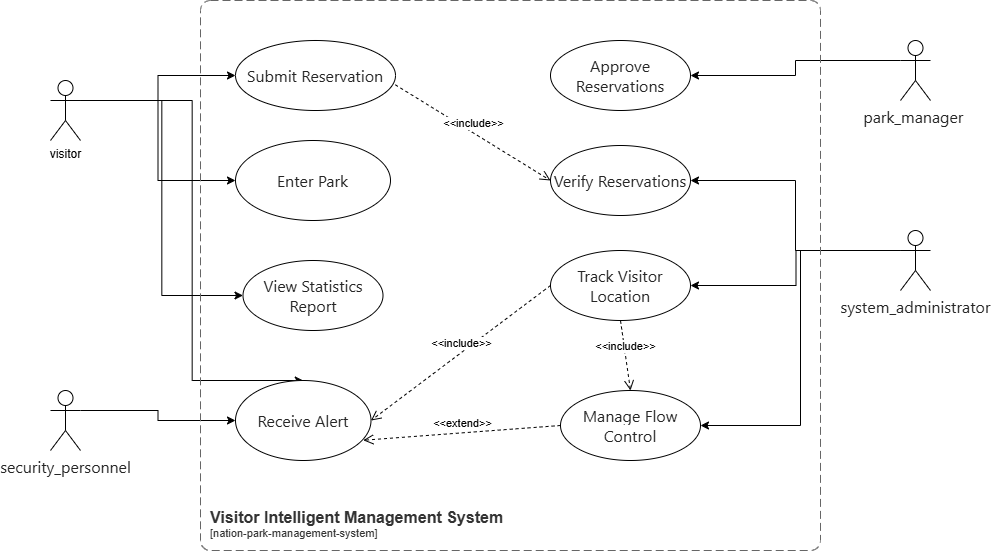 Submit Reservation
Approve
Reservations
park_manager
<<include>>
visitor
Enter Park
Verify Reservations
View Statistics
Report
Track Visitor
Location
system_administrator
<<include>>
<<include>>
Receive Alert
<<extend>>
Manage Flow
Control
security_personnel
Visitor Intelligent Management System
[nation-park-management-system]